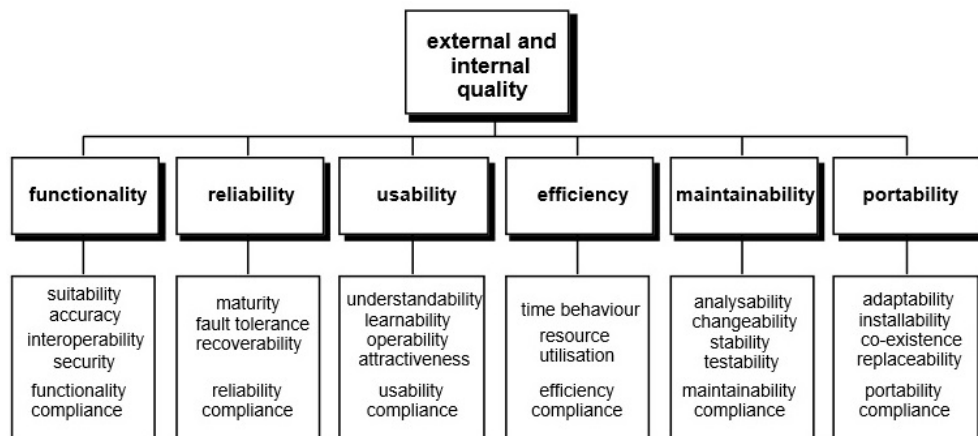 external and
internal
quality
functionality
reliability
usability
efficiency
maintainability
portability
suitability
accuracy
interoperability
security
functionality
compliance
maturity
fault tolerance
recoverability
reliability
compliance
understandability
learnability
operability
attractiveness
usability
compliance
time behaviour
resource
utilisation
efficiency
compliance
analysability
changeability
stability
testability
maintainability
compliance
adaptability
installability
co-existence
replaceability
portability
compliance